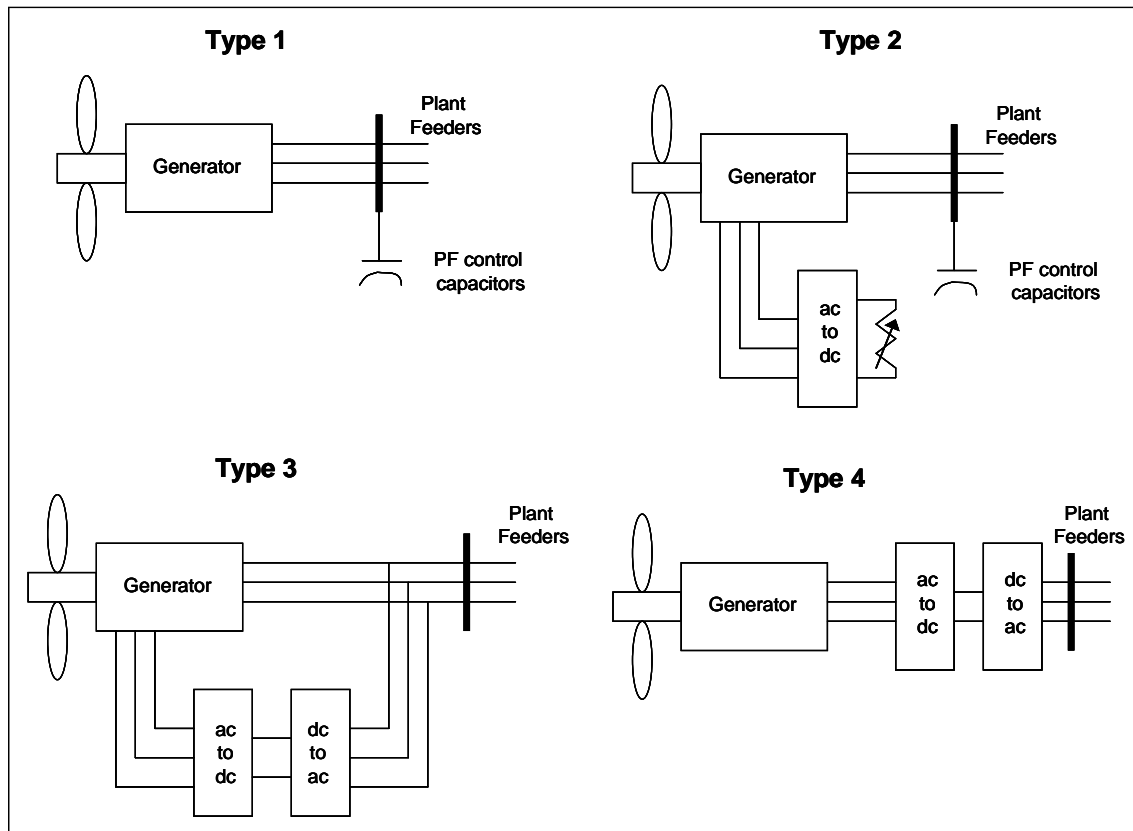 Type 1
Plant
Feeders
Generator
PF control
capacitors
Type 2
Plant
Feeders
Generator
PF control
capacitors
ac
to
dc
Type 3
Plant
Feeders
Generator
ac
to
dc
dc
to
ac
Type 4
Plant
Feeders
Generator
ac
to
dc
dc
to
ac